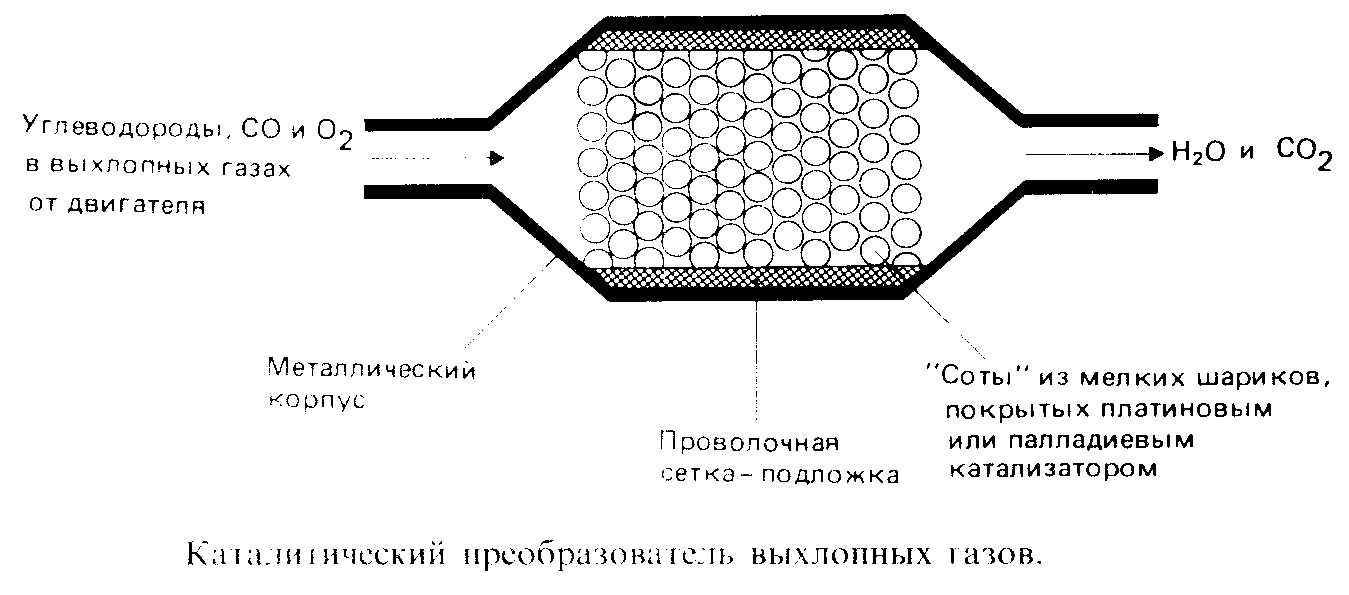 Углеводороды, CO и O₂
в выхлопных газах
от двигателя
H₂O и CO₂
Металлический
корпус
Проволочная
сетка-подложка
"Соты" из мелких шариков,
покрытых платиновым
или палладиевым
катализатором
Каталитический преобразователь выхлопных газов.